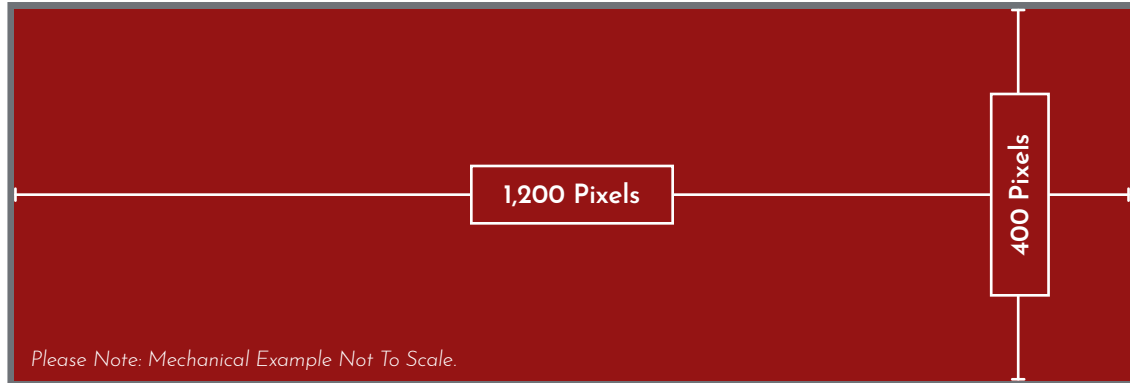 1,200 Pixels
400 Pixels
Please Note: Mechanical Example Not To Scale.